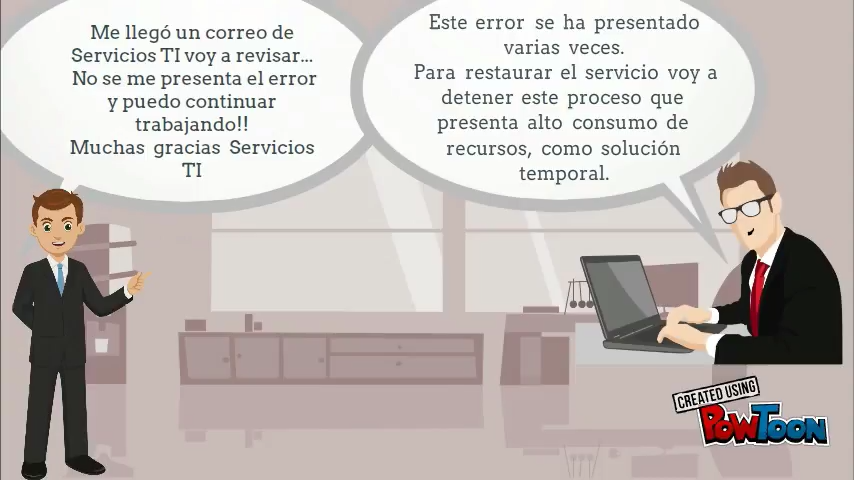 Me llegó un correo de
Servicios TI voy a revisar...
No se me presenta el error
y puedo continuar
trabajando!!
Muchas gracias Servicios
TI
Este error se ha presentado
varias veces.
Para restaurar el servicio voy a
detener este proceso que
presenta alto consumo de
recursos, como solución
temporal.
CREATED USING
POWTOON